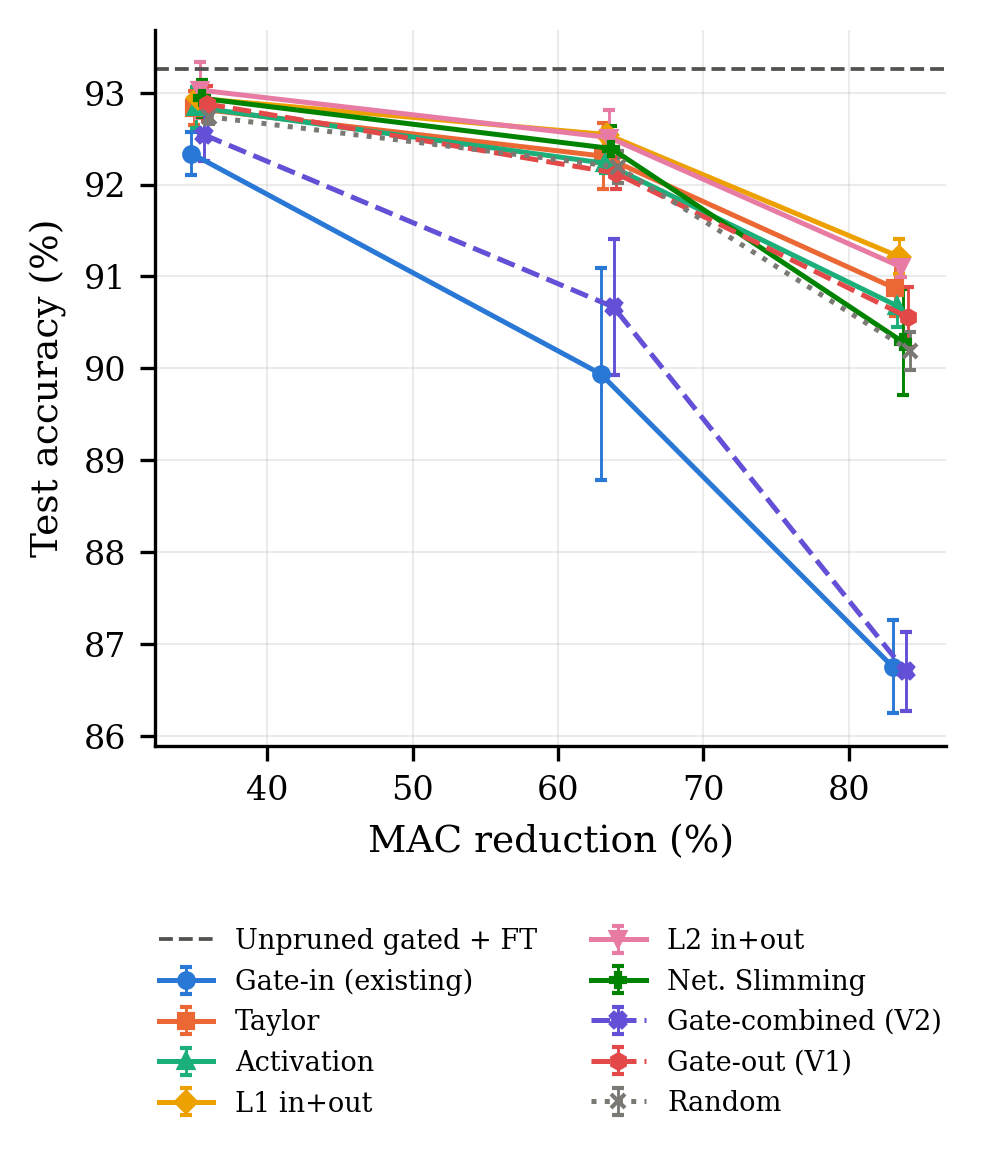 93
92
91
90
89
88
87
86
Test accuracy (%)
40 50 60 70 80
MAC reduction (%)
Unpruned gated + FT
Gate-in (existing)
Taylor
Activation
L1 in+out
L2 in+out
Net. Slimming
Gate-combined (V2)
Gate-out (V1)
Random